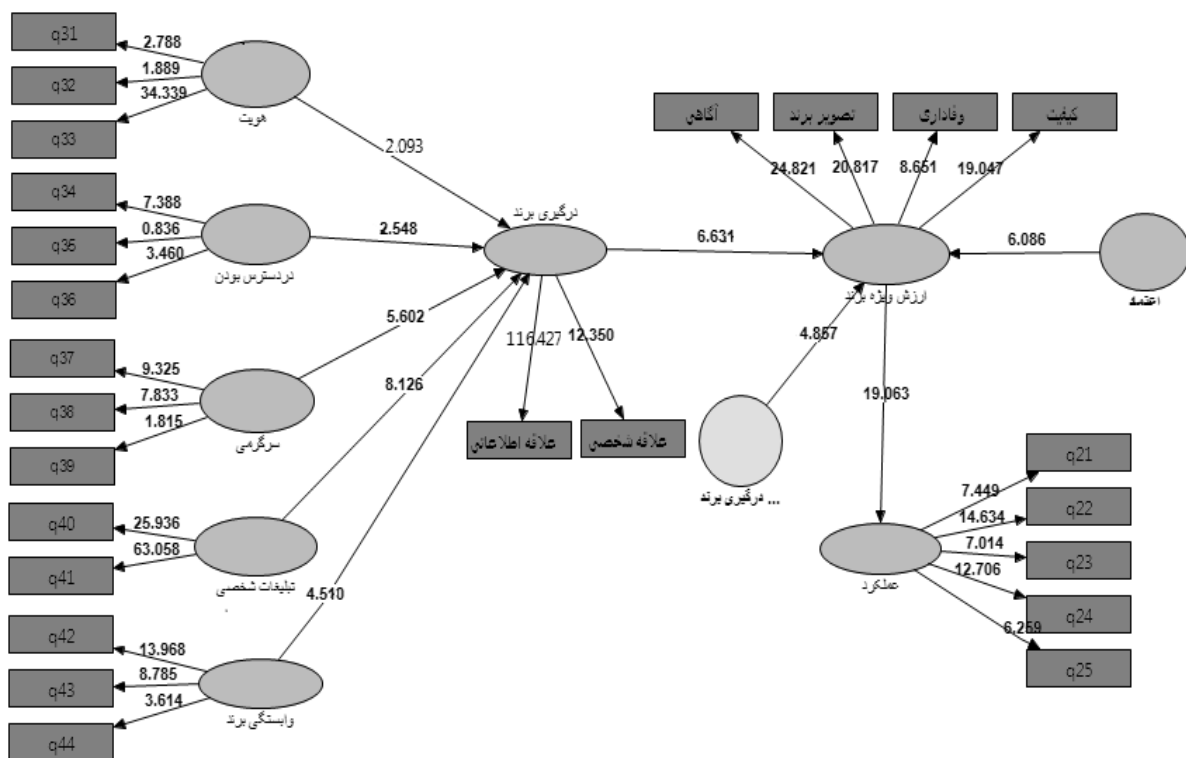 q31
2.788
q32
1.889
34.339
q33
هویت
2.093
q34
7.388
q35
0.836
q36
3.460
دردسترس بودن
2.548
q37
9.325
q38
7.833
q39
1.815
سرگرمی
5.602
q40
25.936
q41
63.058
تبلیغات شخصی
8.126
q42
13.968
q43
8.785
q44
3.614
وابستگی برند
4.510
درگیری برند
6.631
116.427
12.350
علاقه اطلاعاتی
علاقه شخصی
آگاهی
تصویر برند
وفاداری
کیفیت
24.821
20.817
8.651
19.047
ارزش ویژه برند
6.086
اعتماد
4.857
درگیری برند ...
19.063
عملکرد
q21
7.449
q22
14.634
q23
7.014
q24
12.706
q25
6.259